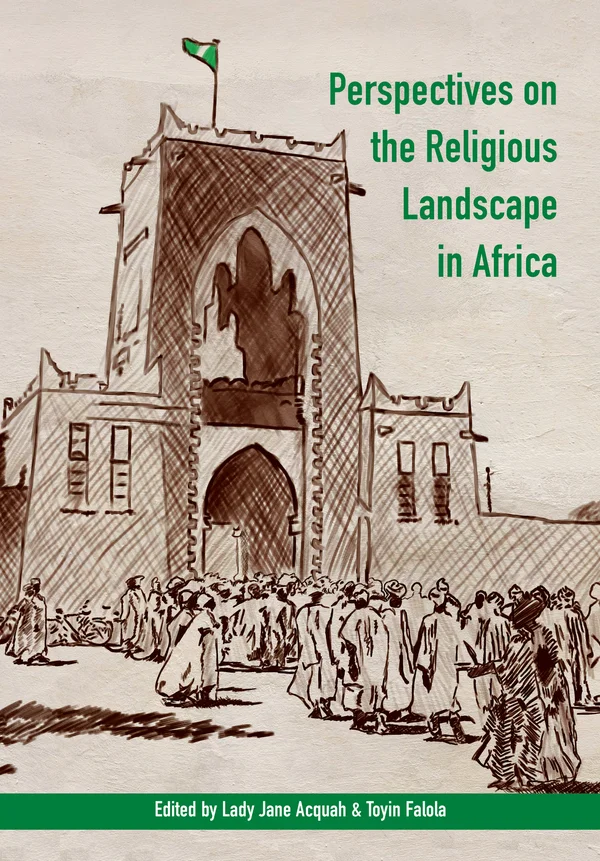 Perspectives on
the Religious
Landscape
in Africa
Edited by Lady Jane Acquah & Toyin Falola